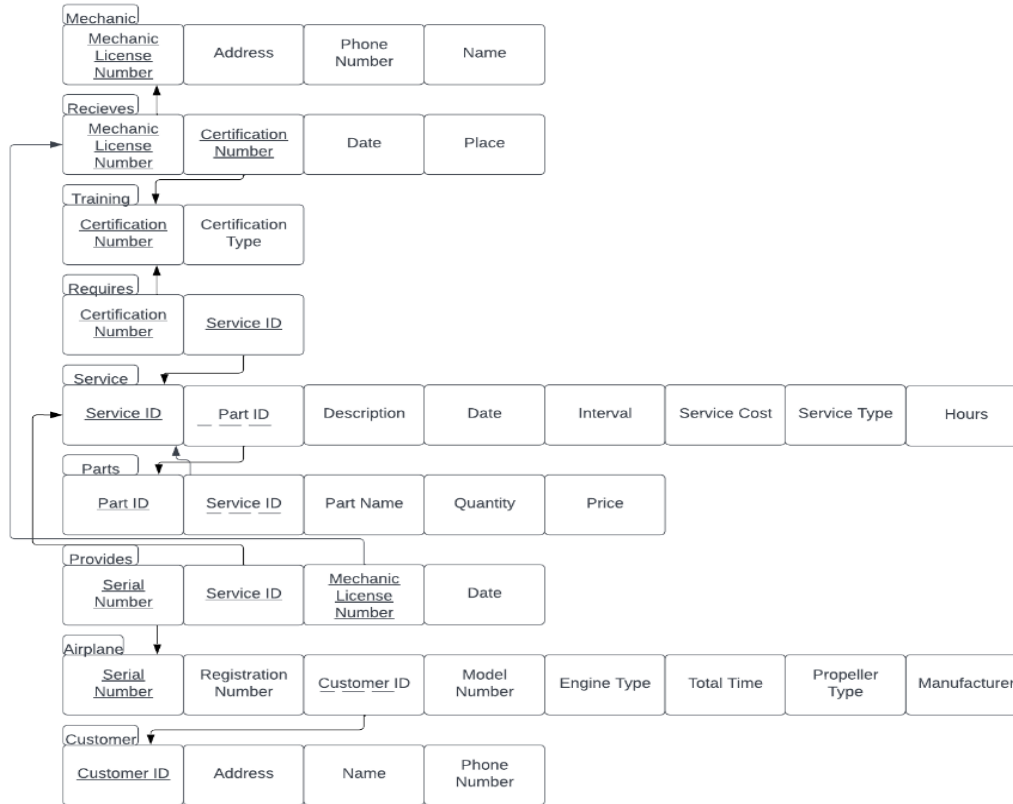 Mechanic
Mechanic
License
Number
Address
Phone
Number
Name
Recieves
Mechanic
License
Number
Certification
Number
Date
Place
Training
Certification
Number
Certification
Type
Requires
Certification
Number
Service ID
Service
Service ID
Part ID
Description
Date
Interval
Service Cost
Service Type
Hours
Parts
Part ID
Service ID
Part Name
Quantity
Price
Provides
Serial
Number
Service ID
Mechanic
License
Number
Date
Airplane
Serial
Number
Registration
Number
Customer ID
Model
Number
Engine Type
Total Time
Propeller
Type
Manufacturer
Customer
Customer ID
Address
Name
Phone
Number